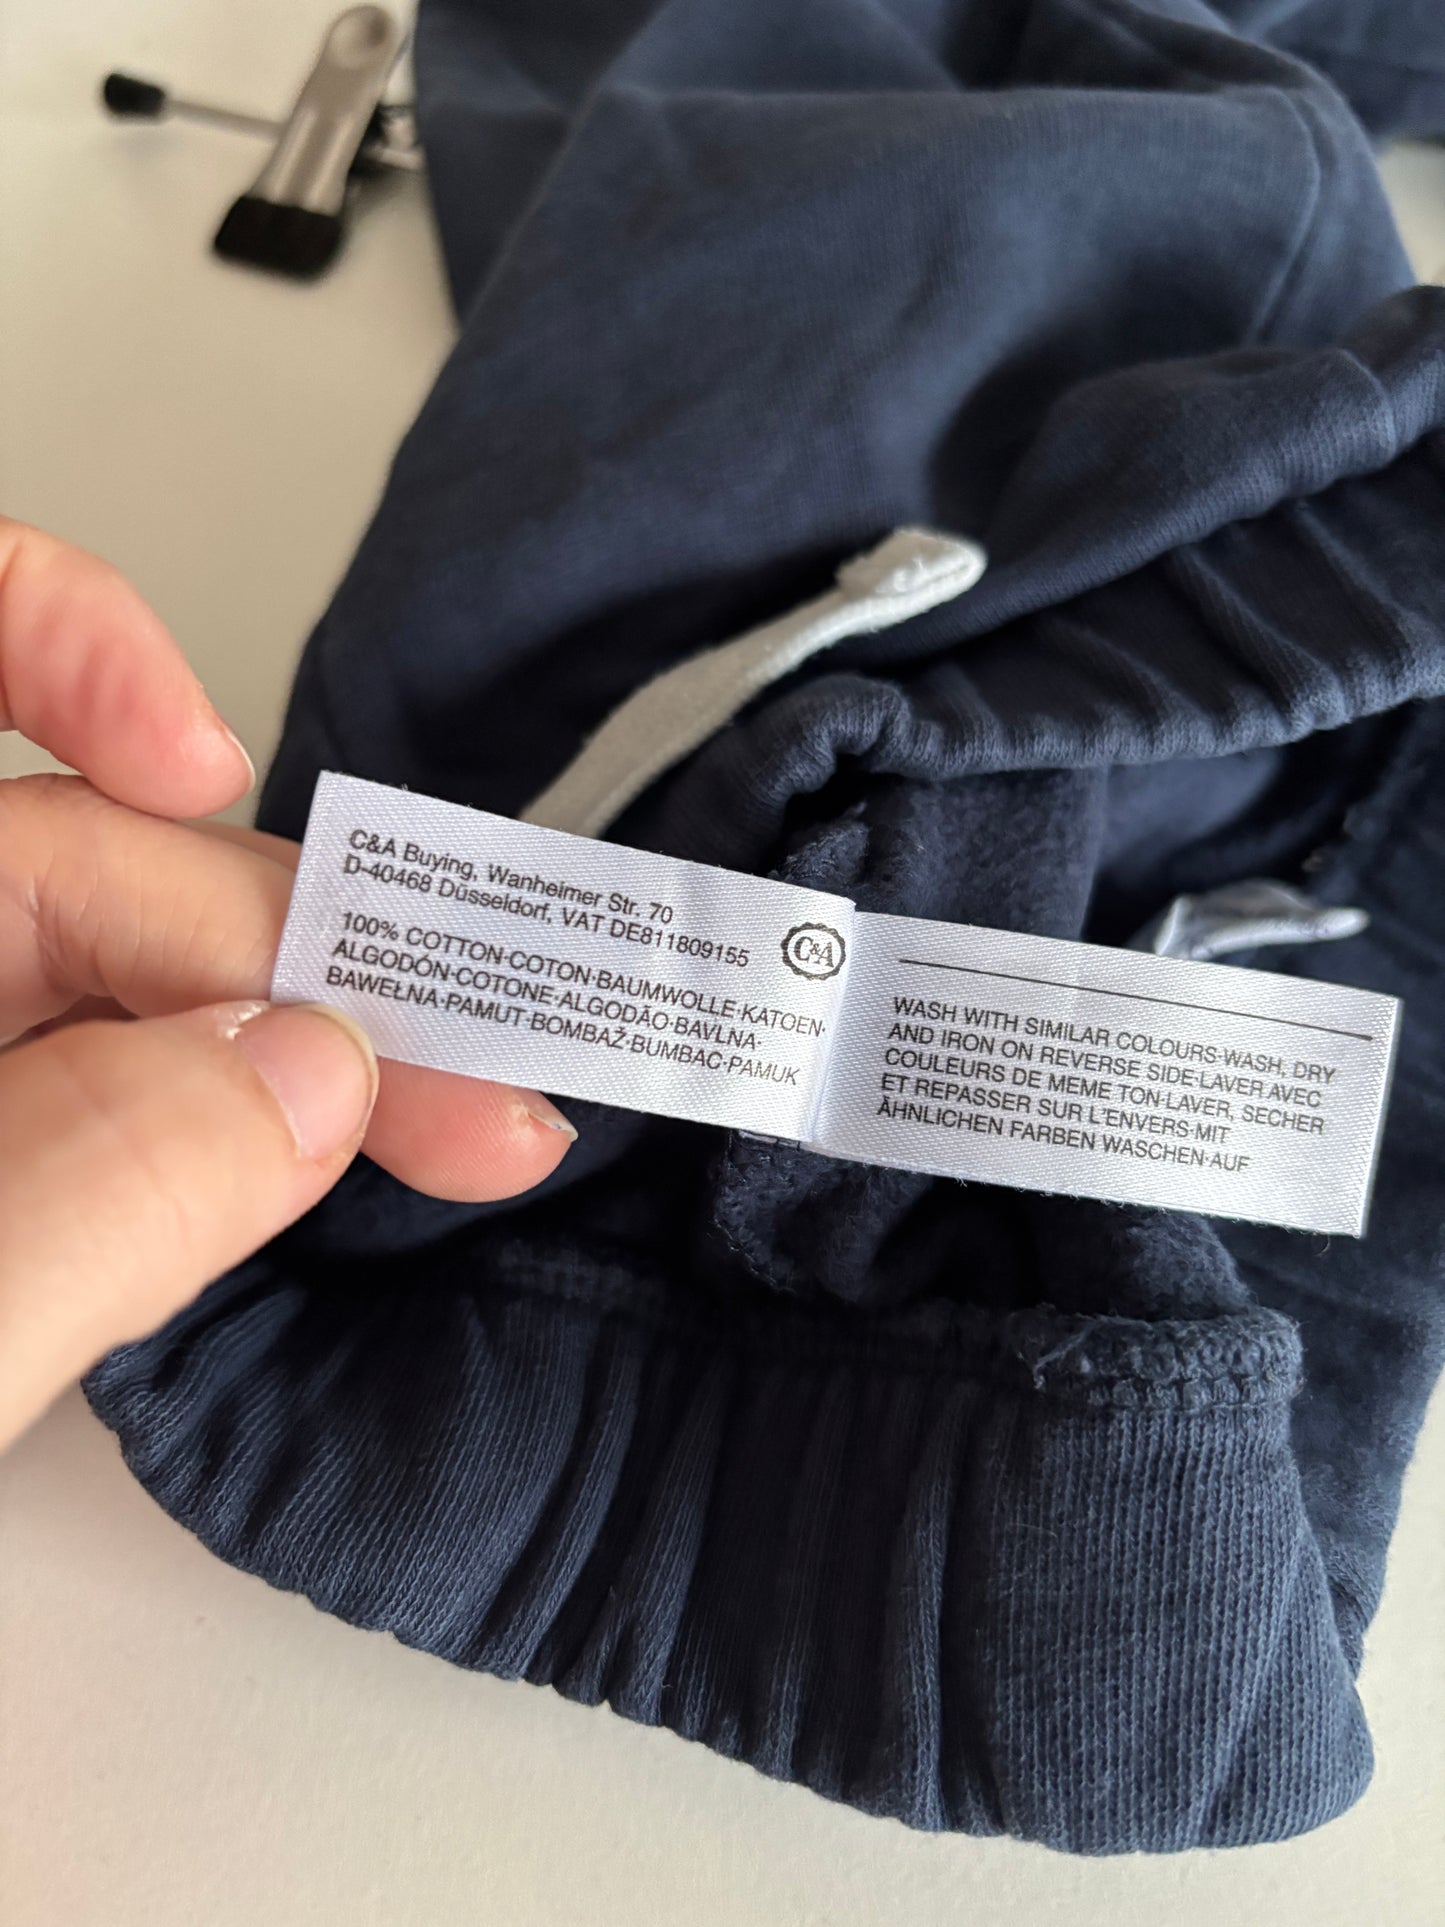 C&A Buying, Wanheimer Str. 70
D-40468 Düsseldorf, VAT DE811809155
C&A
100% COTTON·COTON·BAUMWOLLE·KATOEN·
ALGODÓN·COTONE·ALGODÃO·BAVLNA·
BAWEŁNA·PAMUT·BOMBAŽ·BUMBAC·PAMUK
WASH WITH SIMILAR COLOURS·WASH, DRY
AND IRON ON REVERSE SIDE·LAVER AVEC
COULEURS DE MEME TON·LAVER, SECHER
ET REPASSER SUR L'ENVERS·MIT
ÄHNLICHEN FARBEN WASCHEN·AUF